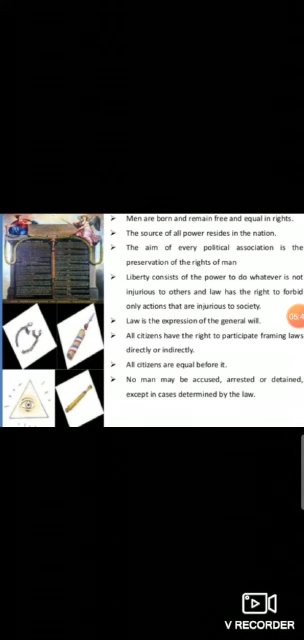 ➢ Men are born and remain free and equal in rights.
➢ The source of all power resides in the nation.
➢ The aim of every political association is the
preservation of the rights of man
➢ Liberty consists of the power to do whatever is not
injurious to others and law has the right to forbid
only actions that are injurious to society.
05:4
➢ Law is the expression of the general will.
➢ All citizens have the right to participate framing laws
directly or indirectly.
➢ All citizens are equal before it.
➢ No man may be accused, arrested or detained,
except in cases determined by the law.
V RECORDER